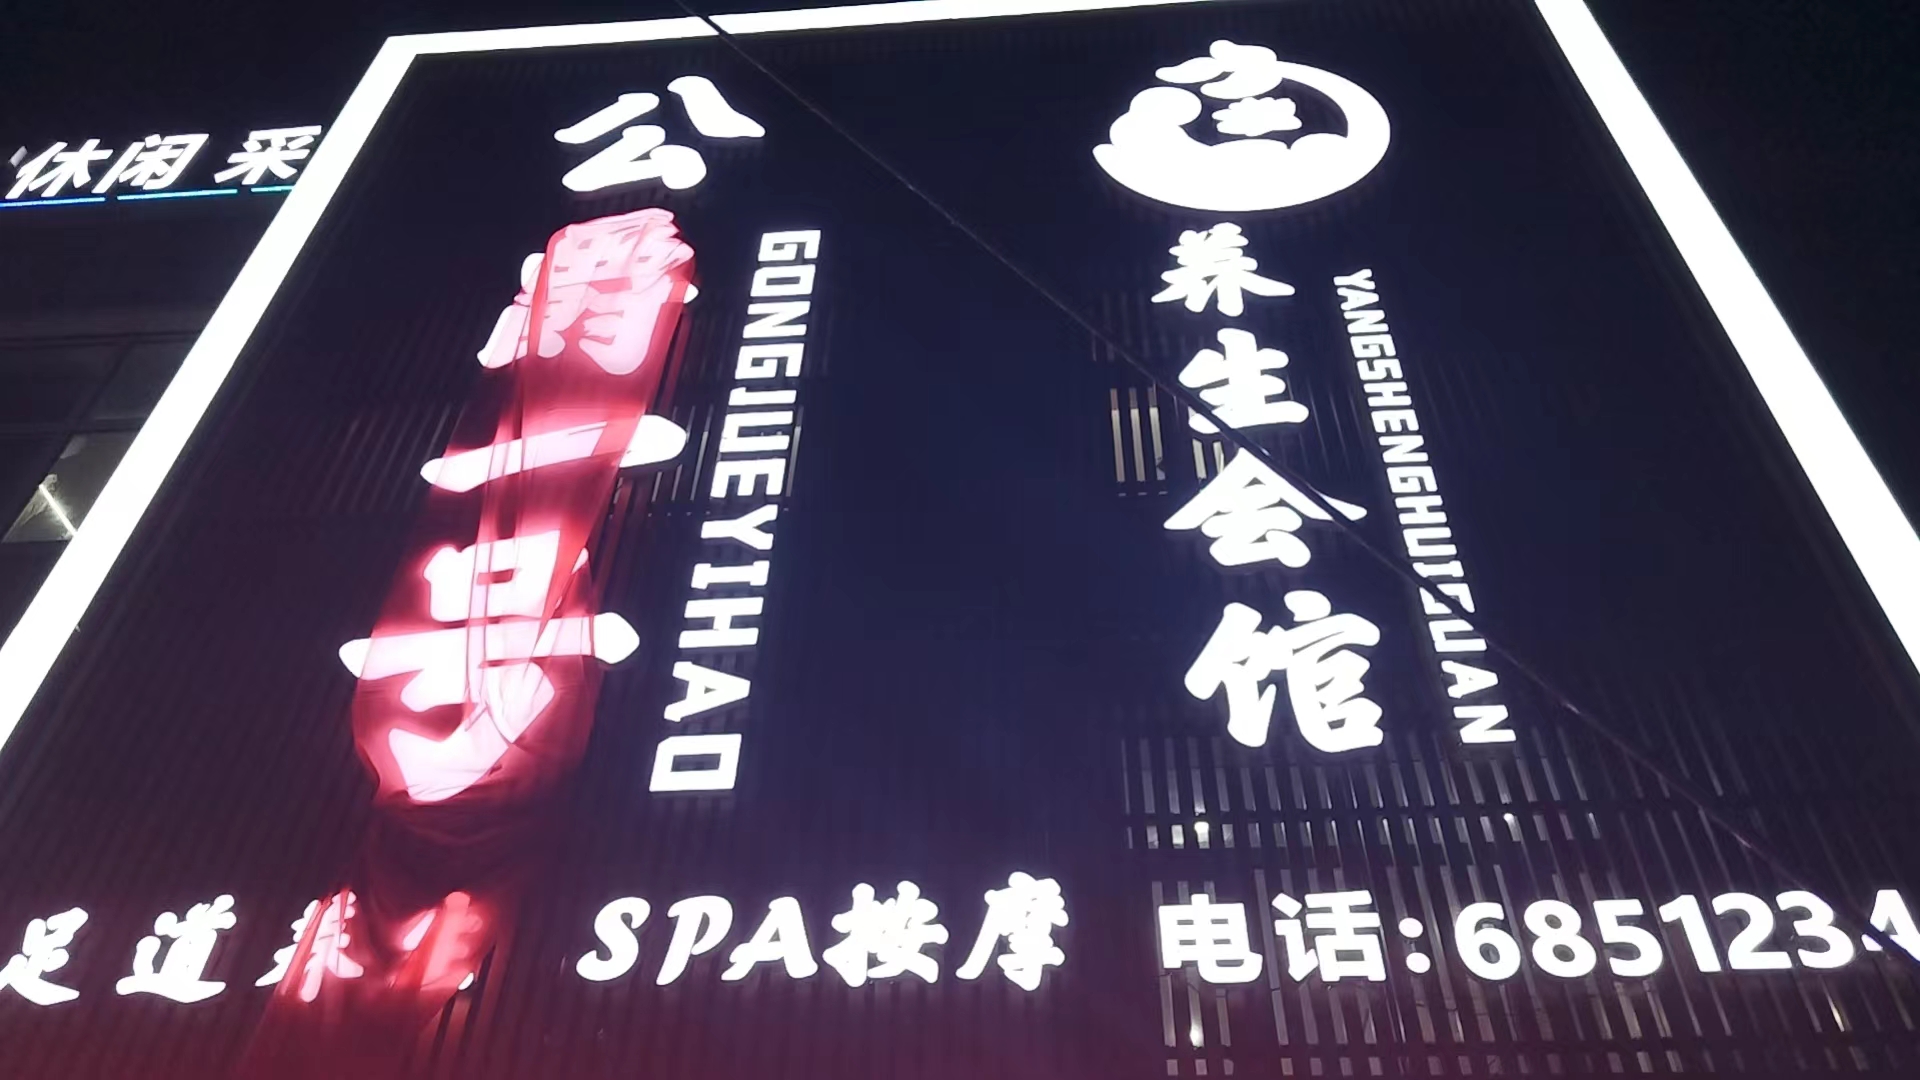 休闲 采
公爵一号
GONGJUEYIHAO
养生会馆
YANGSHENGHUIGUAN
足道养生 SPA按摩 电话:6851234